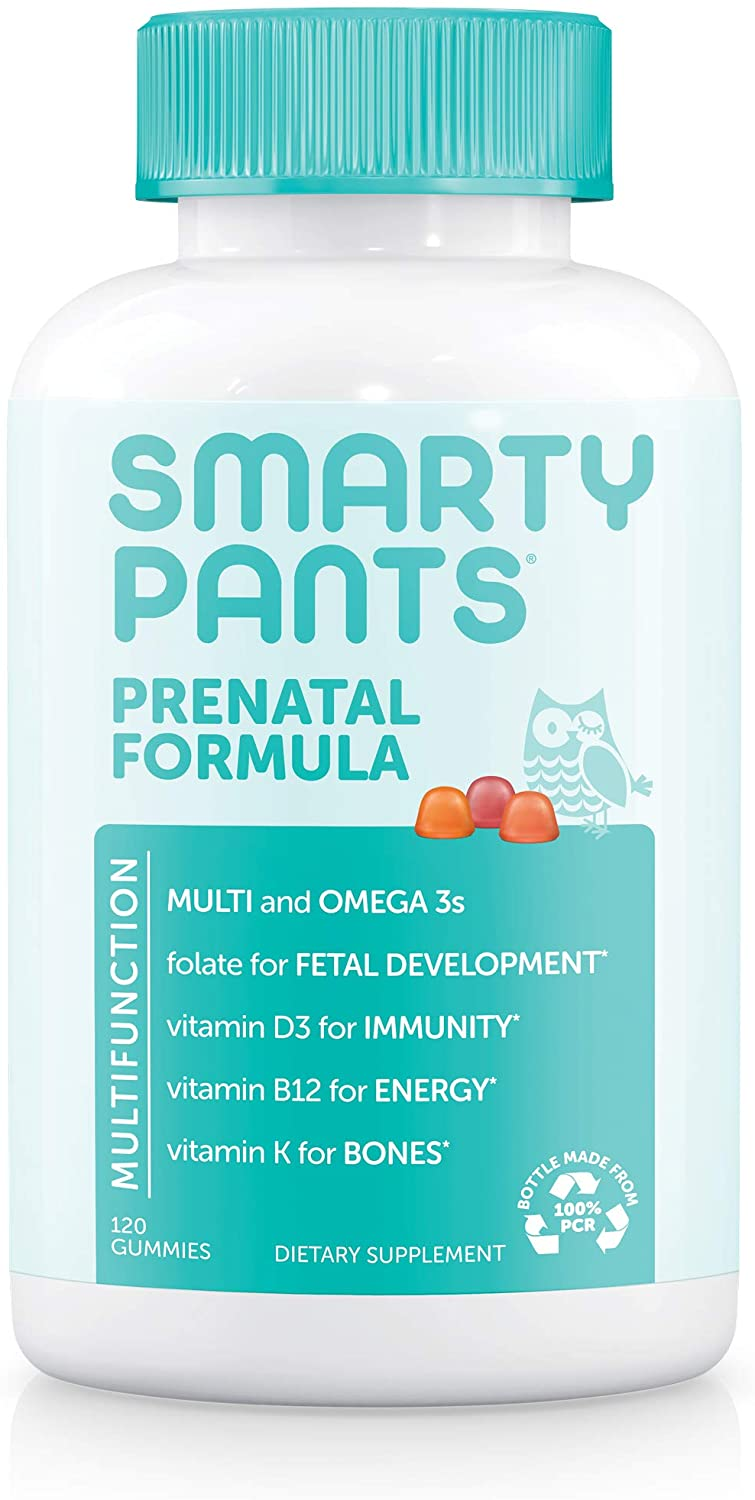 SMARTY
PANTS®
PRENATAL
FORMULA
MULTIFUNCTION
MULTI and OMEGA 3s
folate for FETAL DEVELOPMENT*
vitamin D3 for IMMUNITY*
vitamin B12 for ENERGY*
vitamin K for BONES*
120
GUMMIES
DIETARY SUPPLEMENT
BOTTLE MADE FROM
100%
PCR